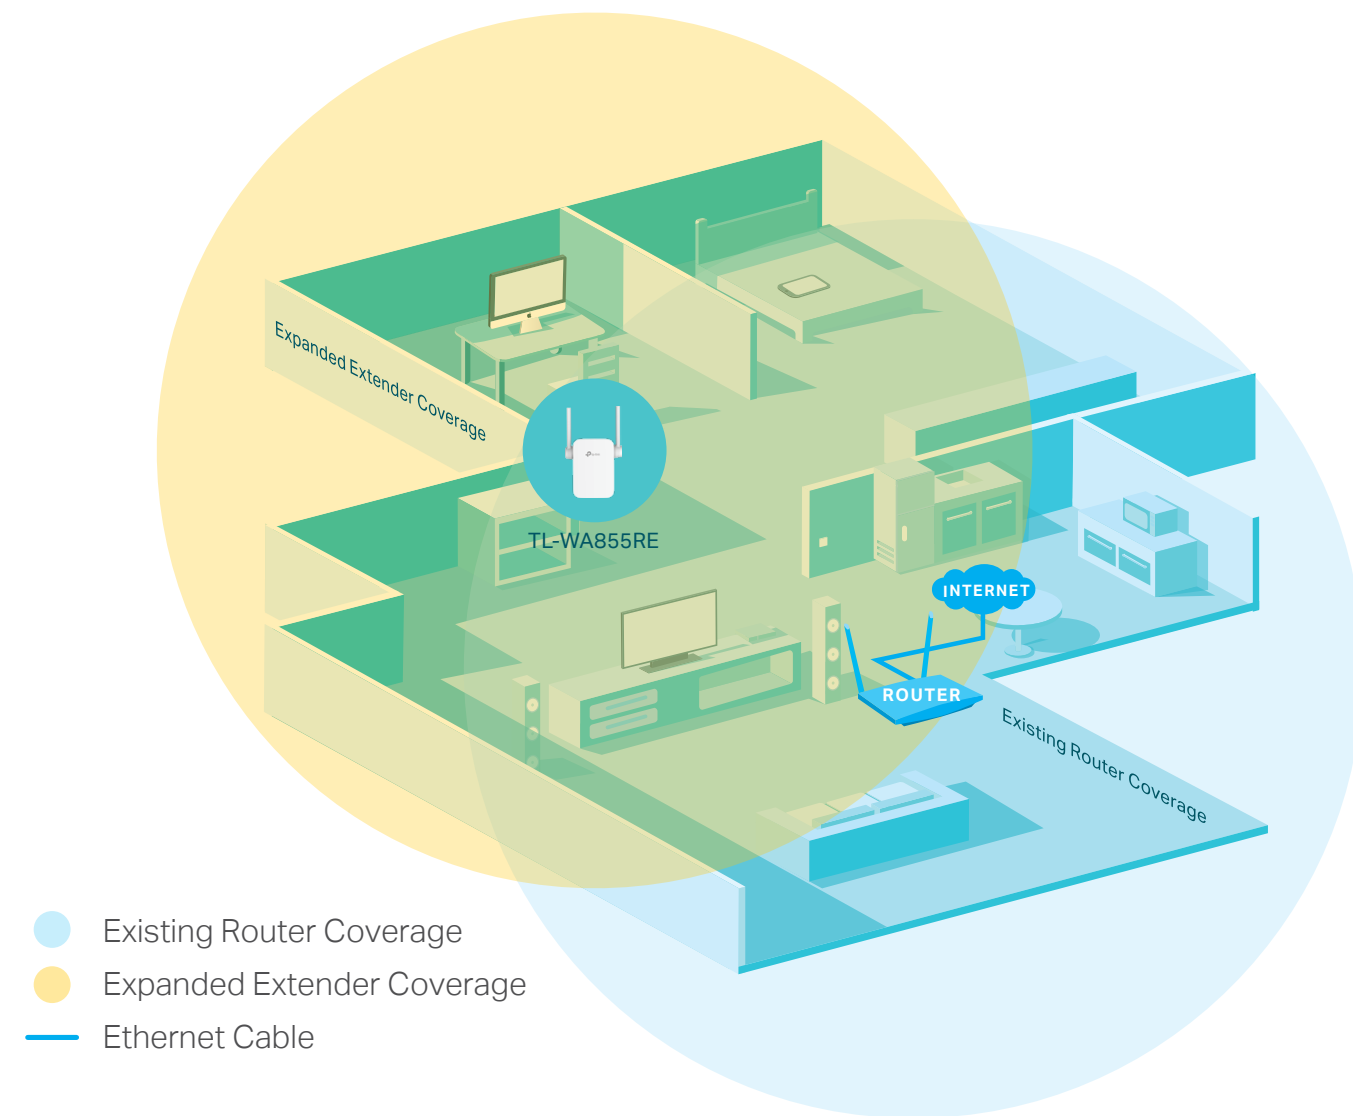 Expanded Extender Coverage
TL-WA855RE
INTERNET
ROUTER
Existing Router Coverage
Existing Router Coverage
Expanded Extender Coverage
Ethernet Cable